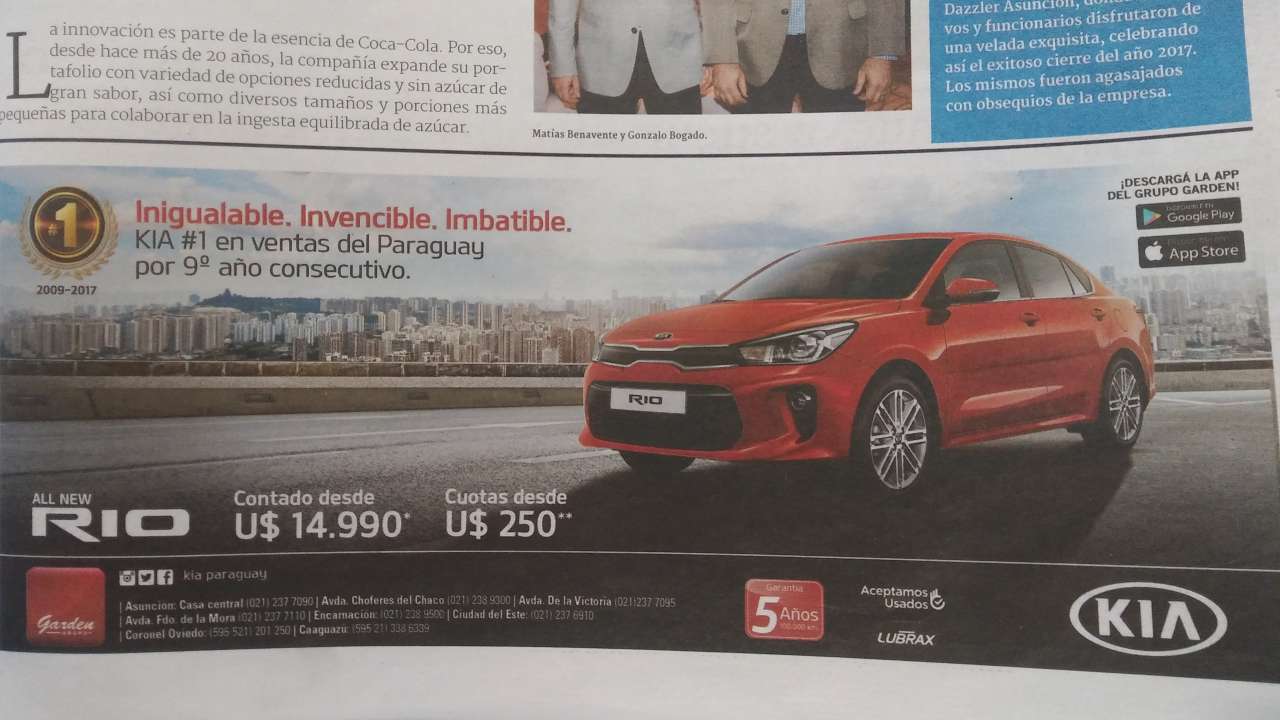 La innovación es parte de la esencia de Coca-Cola. Por eso,
desde hace más de 20 años, la compañía expande su por-
tafolio con variedad de opciones reducidas y sin azúcar de
gran sabor, así como diversos tamaños y porciones más
pequeñas para colaborar en la ingesta equilibrada de azúcar.
Matías Benavente y Gonzalo Bogado.
Dazzler Asunción,
vos y funcionarios disfrutaron de
una velada exquisita, celebrando
así el exitoso cierre del año 2017.
Los mismos fueron agasajados
con obsequios de la empresa.
#1
2009-2017
Inigualable. Invencible. Imbatible.
KIA #1 en ventas del Paraguay
por 9º año consecutivo.
¡DESCARGÁ LA APP
DEL GRUPO GARDEN!
DISPONIBLE EN
Google Play
App Store
RIO
ALL NEW
RIO
Contado desde
U$ 14.990*
Cuotas desde
U$ 250**
kia paraguay
Garden
| Asunción: Casa central (021) 237 7090 | Avda. Choferes del Chaco (021) 238 9300 | Avda. De la Victoria (021)237 7095
| Avda. Fdo. de la Mora (021) 237 7110 | Encarnación: (021) 238 9500 | Ciudad del Este: (021) 237 6910
| Coronel Oviedo: (595 521) 201 250 | Caaguazú: (595 21) 338 6339
Garantía
5 Años
100.000 km
Aceptamos
Usados
LUBRAX
KIA